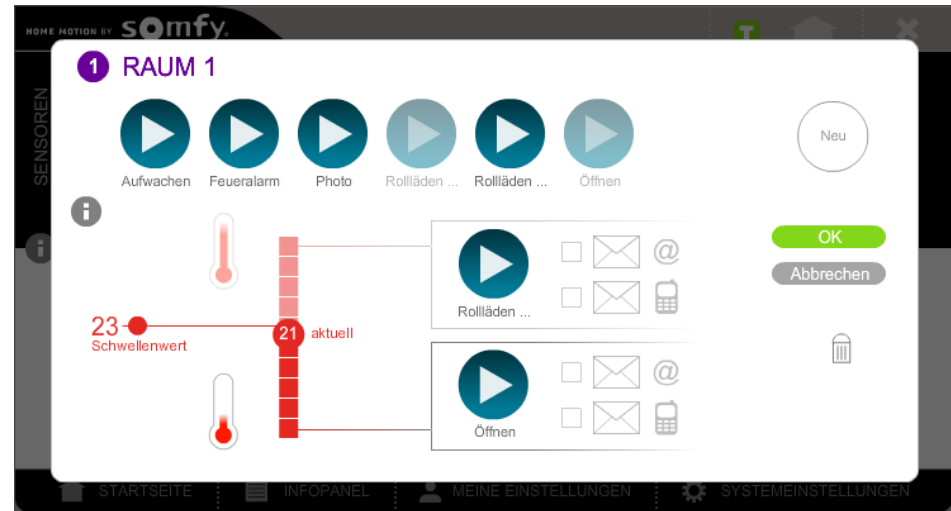 HOME MOTION BY somfy.
T
SENSOREN
1 RAUM 1
Aufwachen Feueralarm Photo Rollläden ... Rollläden ... Öffnen
Neu
i
i
OK
Abbrechen
Rollläden ...
@
23
Schwellenwert
21 aktuell
Öffnen
@
STARTSEITE INFOPANEL MEINE EINSTELLUNGEN SYSTEMEINSTELLUNGEN